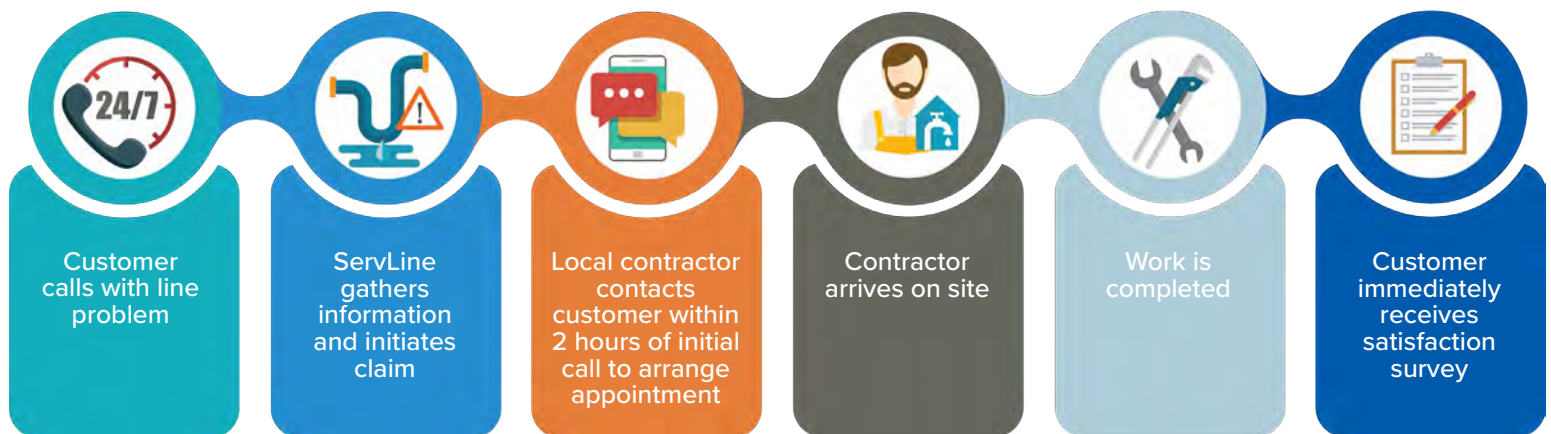 24/7
Customer
calls with line
problem
ServLine
gathers
information
and initiates
claim
Local contractor
contacts
customer within
2 hours of initial
call to arrange
appointment
Contractor
arrives on site
Work is
completed
Customer
immediately
receives
satisfaction
survey